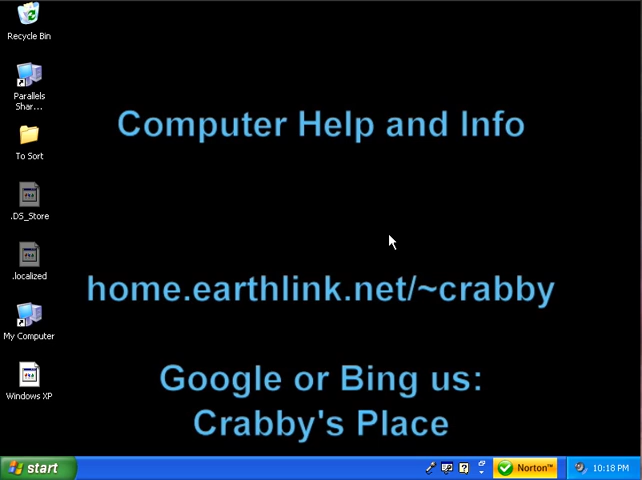 Recycle Bin
Parallels
Shar...
To Sort
.DS_Store
.localized
My Computer
Windows XP
Computer Help and Info
home.earthlink.net/~crabby
Google or Bing us:
Crabby's Place
start
Norton™
10:18 PM